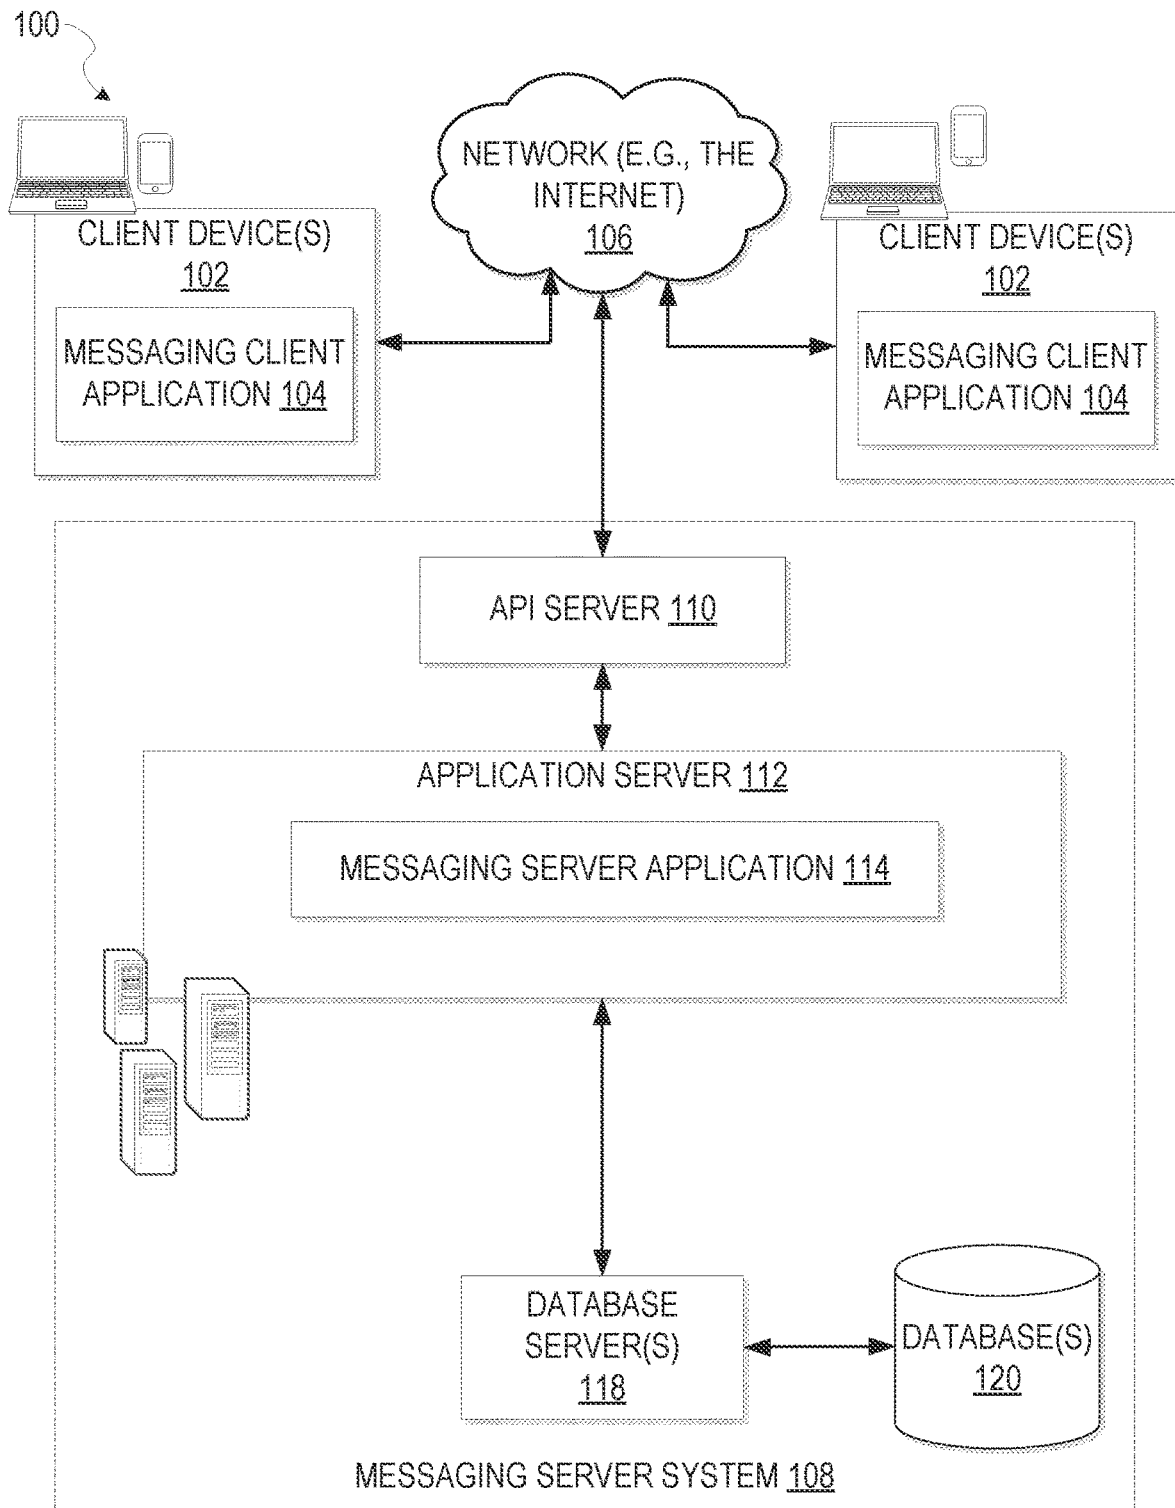 100
NETWORK (E.G., THE
INTERNET)
106
CLIENT DEVICE(S)
102
MESSAGING CLIENT
APPLICATION 104
CLIENT DEVICE(S)
102
MESSAGING CLIENT
APPLICATION 104
API SERVER 110
APPLICATION SERVER 112
MESSAGING SERVER APPLICATION 114
DATABASE
SERVER(S)
118
DATABASE(S)
120
MESSAGING SERVER SYSTEM 108